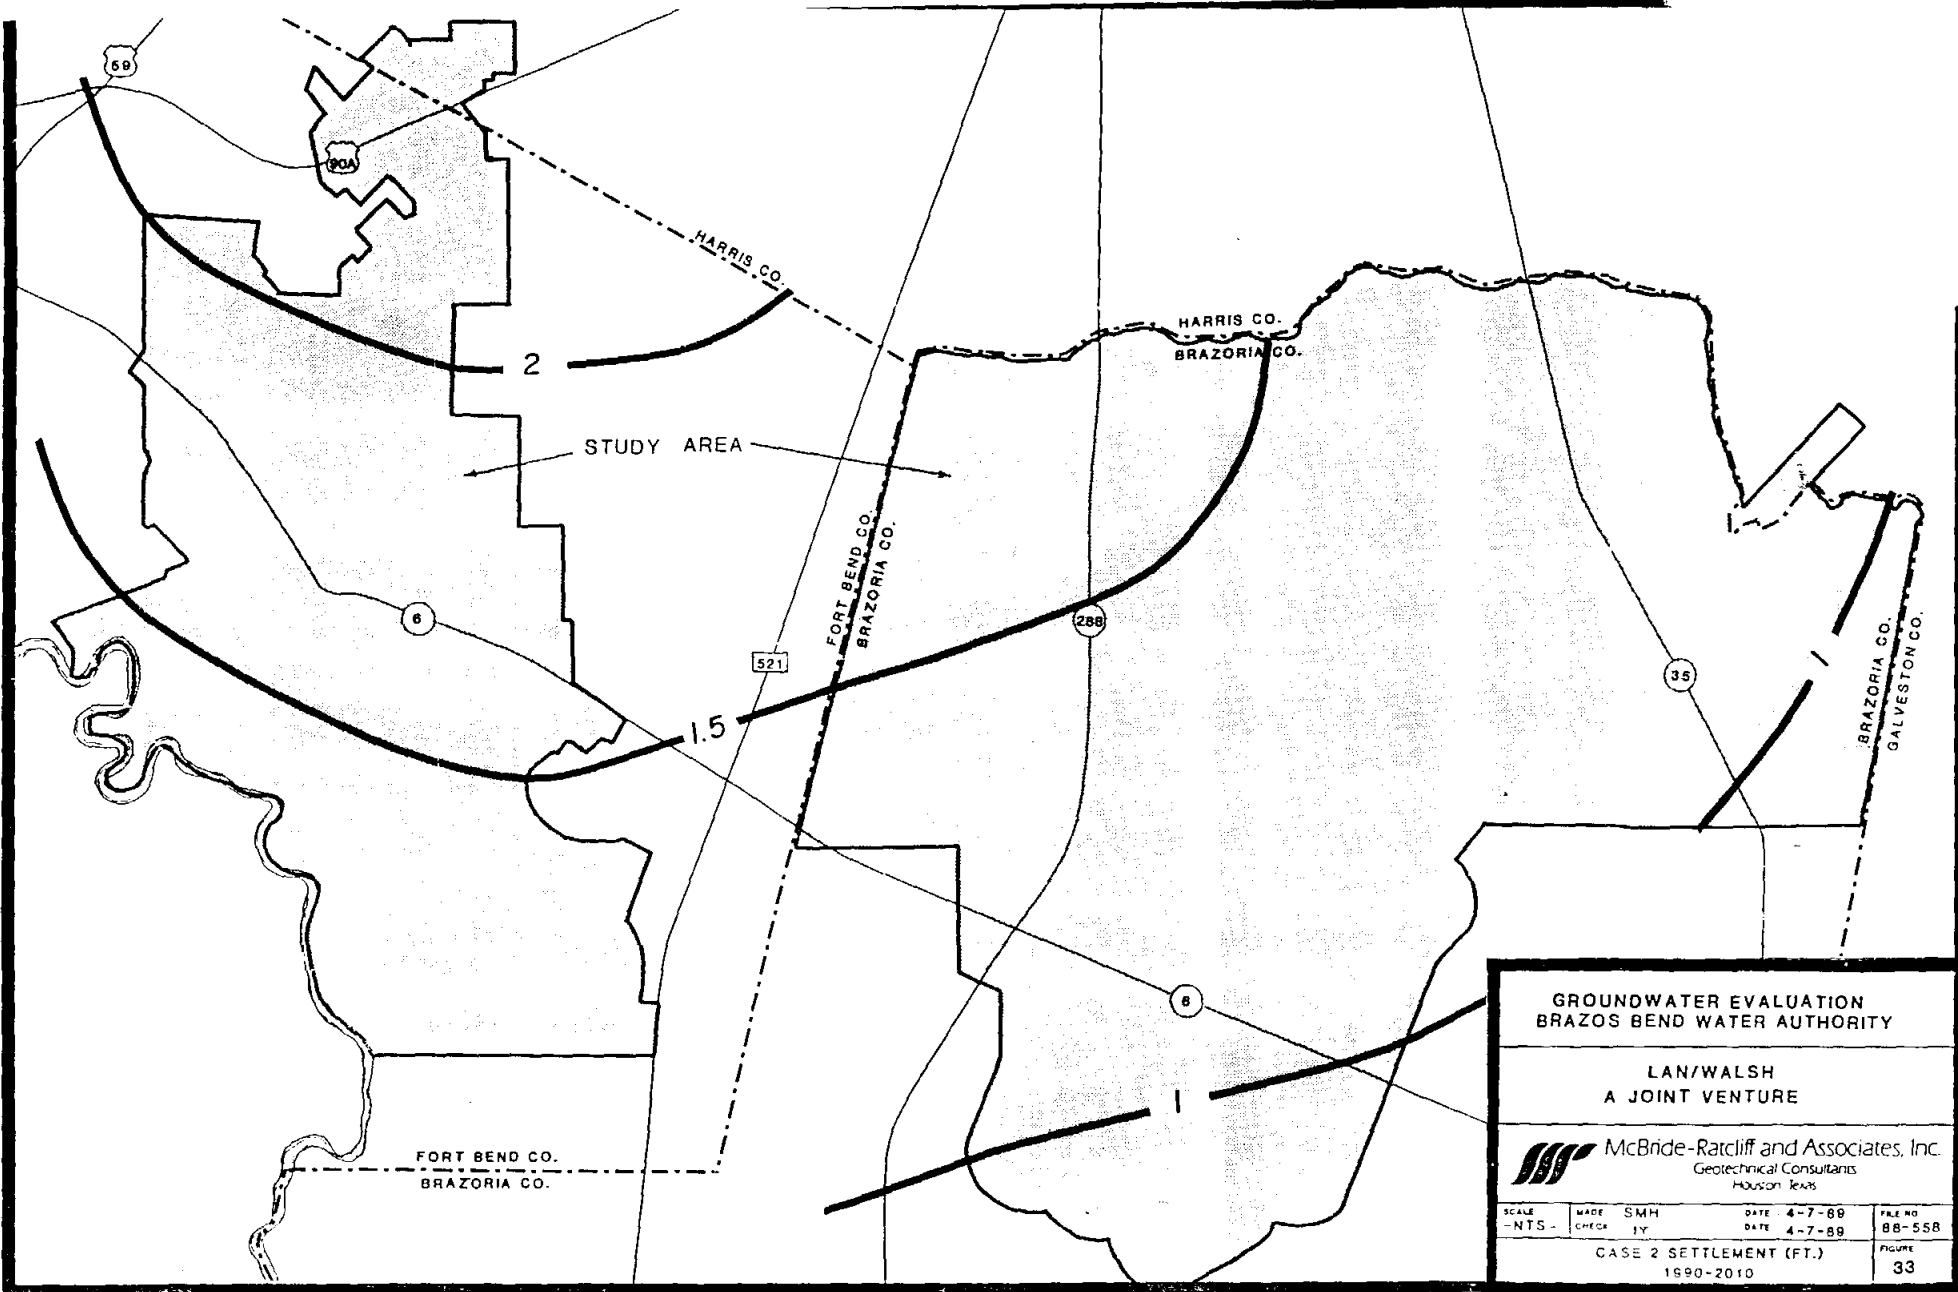 59
90A
HARRIS CO.
HARRIS CO.
BRAZORIA CO.
2
STUDY AREA
FORT BEND CO.
BRAZORIA CO.
6
288
521
35
1
BRAZORIA CO.
GALVESTON CO.
1.5
6
1
FORT BEND CO.
BRAZORIA CO.
GROUNDWATER EVALUATION
BRAZOS BEND WATER AUTHORITY
LAN/WALSH
A JOINT VENTURE
McBride-Ratcliff and Associates, Inc.
Geotechnical Consultants
Houston Texas
SCALE
-NTS-
MADE SMH
DATE 4-7-89
CHECK IY
DATE 4-7-89
FILE NO
88-558
CASE 2 SETTLEMENT (FT.)
1990-2010
FIGURE
33